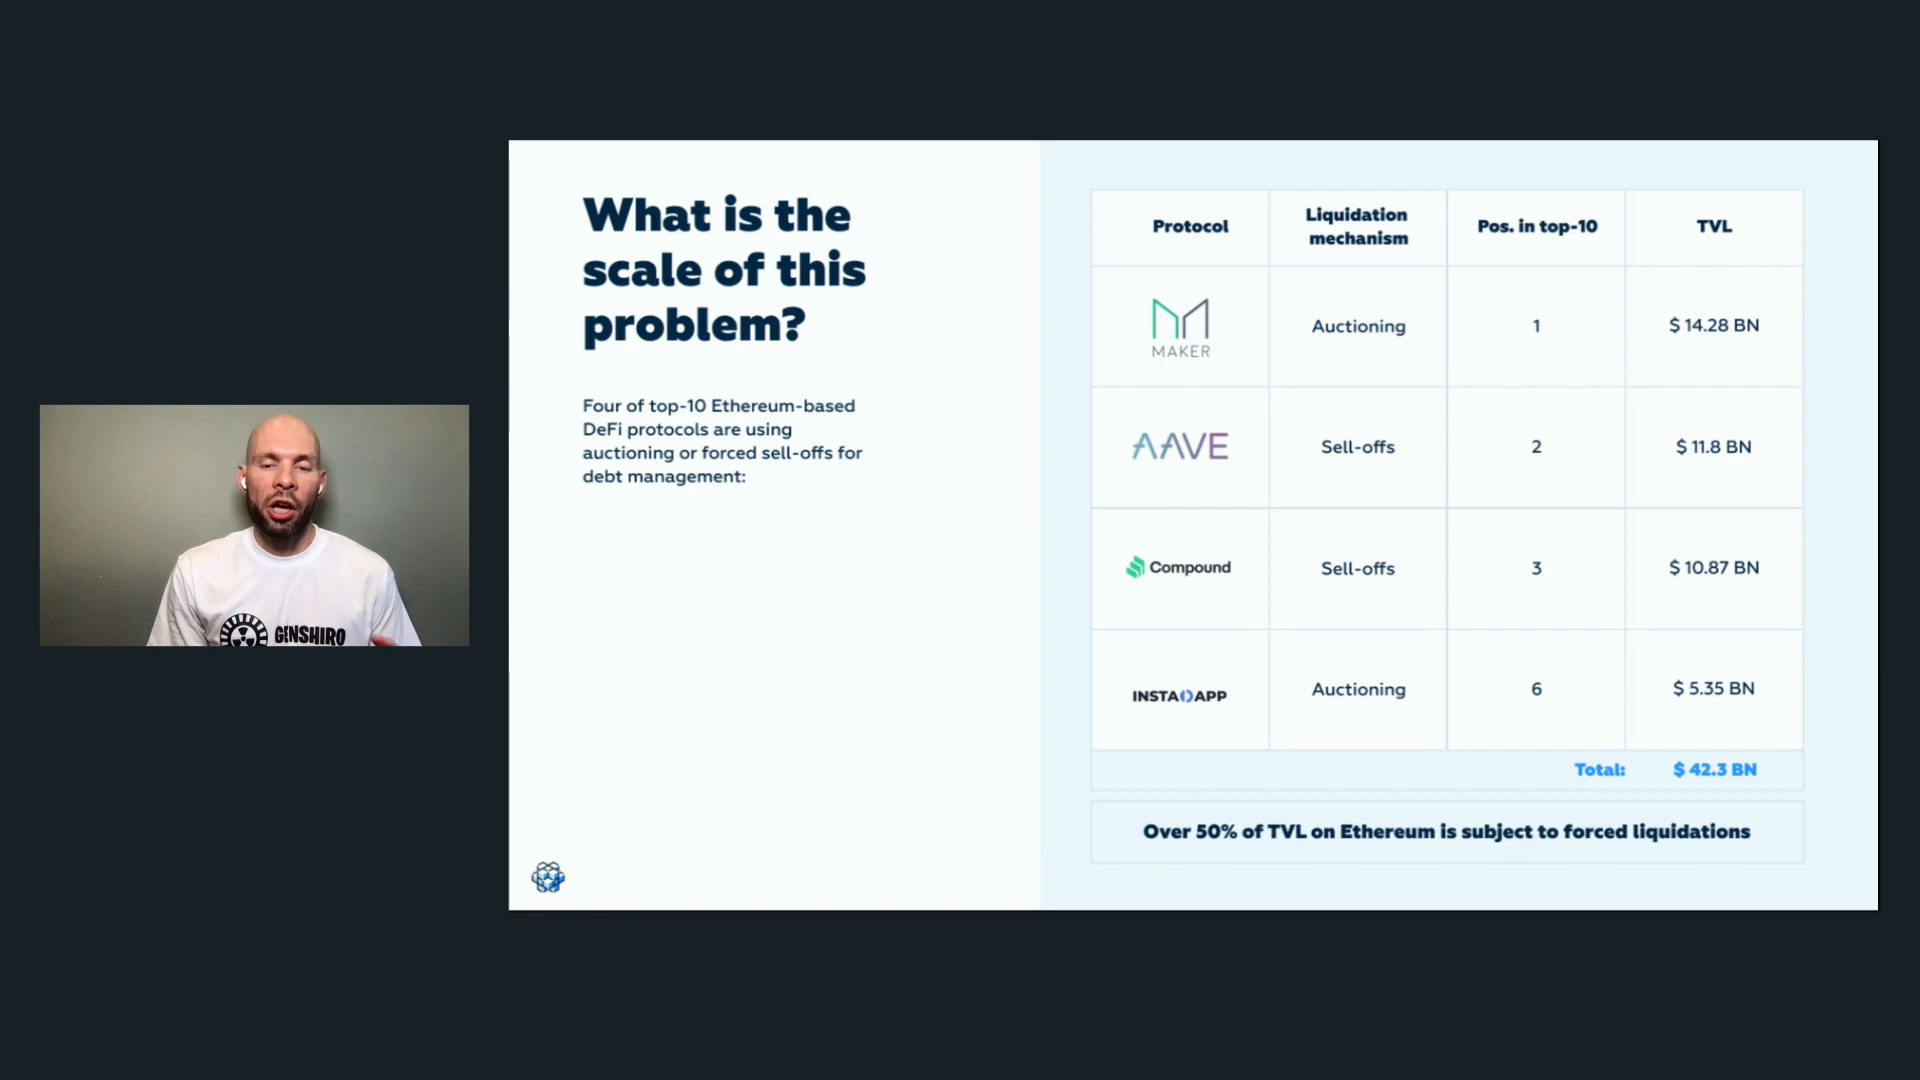 What is the
scale of this
problem?
Four of top-10 Ethereum-based
DeFi protocols are using
auctioning or forced sell-offs for
debt management:
Protocol
Liquidation
mechanism
Pos. in top-10
TVL
MAKER
Auctioning
1
$ 14.28 BN
AAVE
Sell-offs
2
$ 11.8 BN
Compound
Sell-offs
3
$ 10.87 BN
INSTADAPP
Auctioning
6
$ 5.35 BN
Total:
$ 42.3 BN
Over 50% of TVL on Ethereum is subject to forced liquidations
GENSHIRO